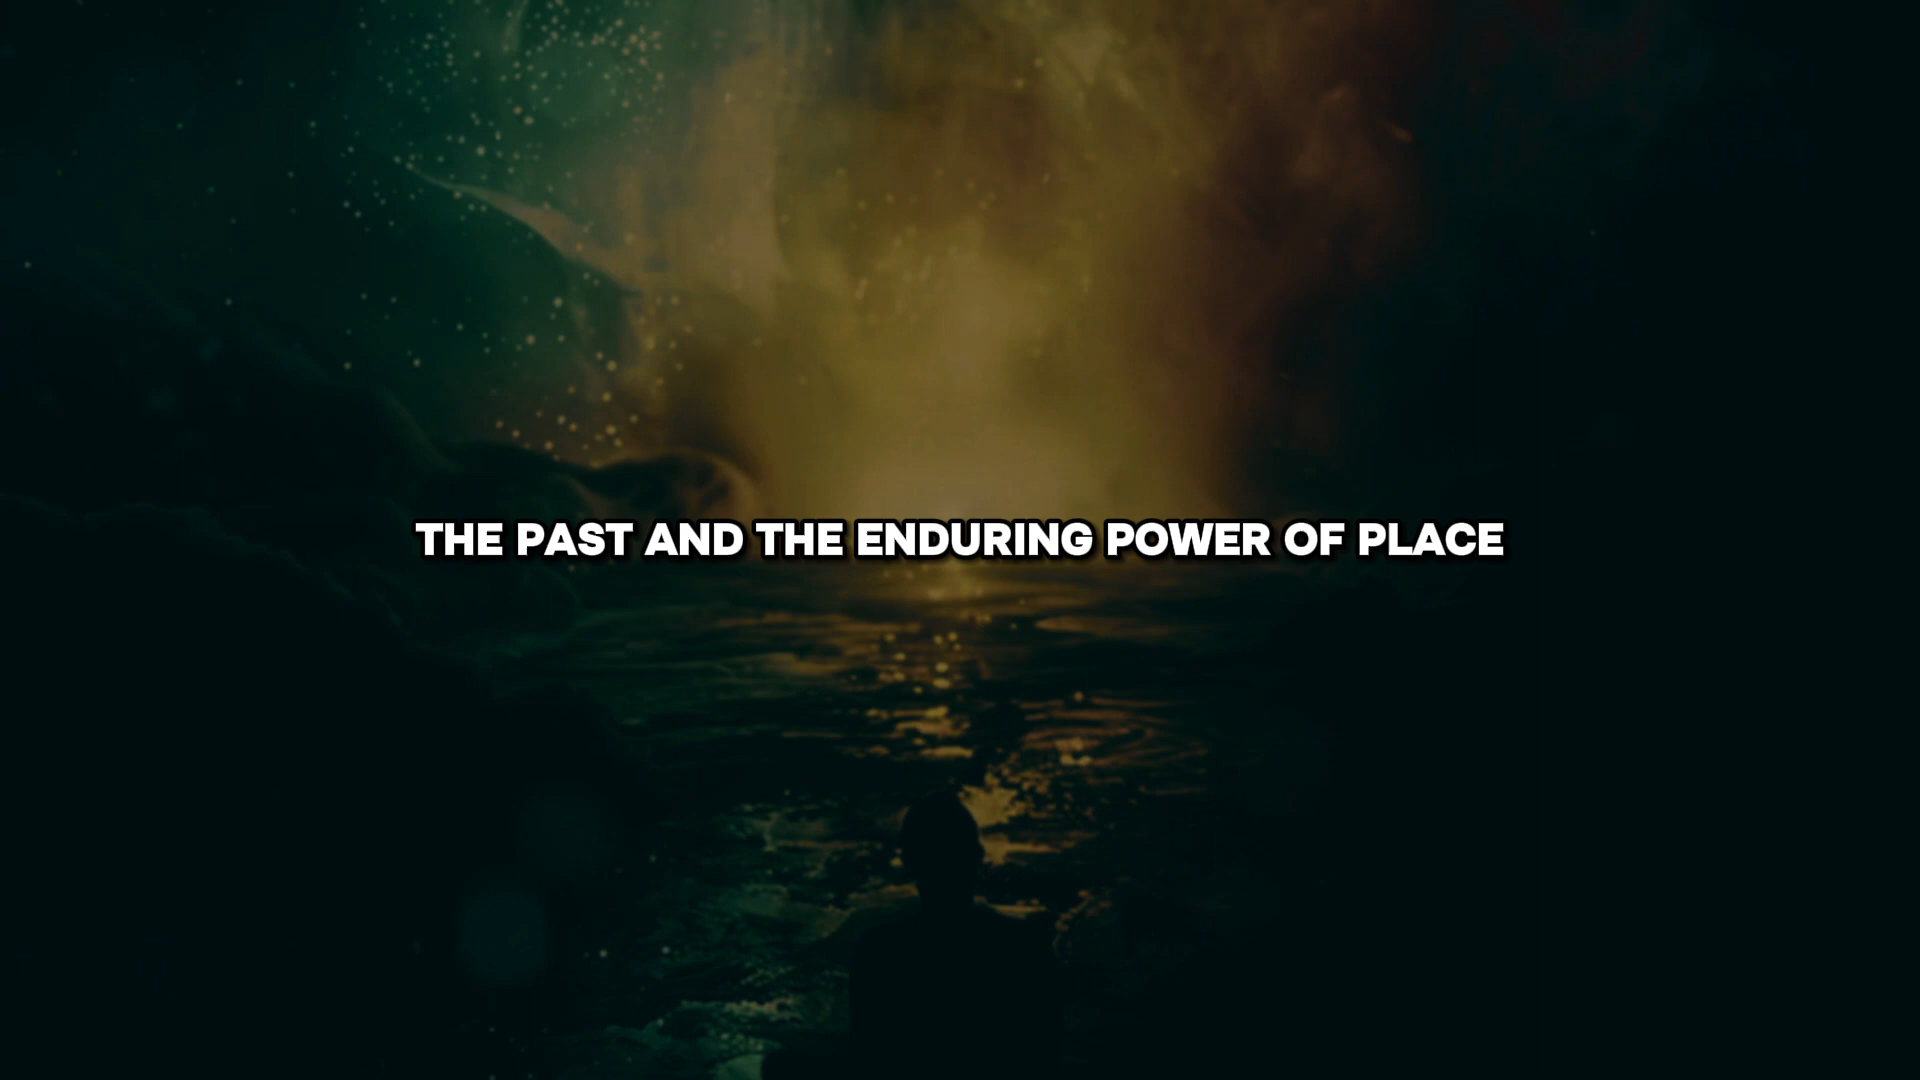 THE PAST AND THE ENDURING POWER OF PLACE